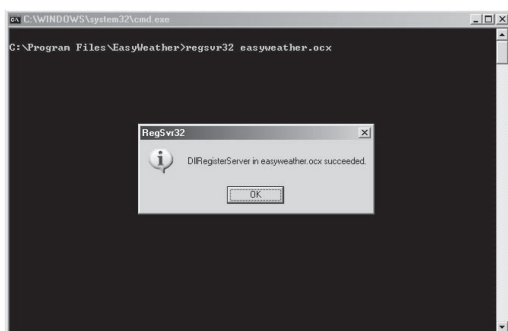 C:\WINDOWS\system32\cmd.exe
C:\Program Files\EasyWeather>regsvr32 easyweather.ocx
RegSvr32
DllRegisterServer in easyweather.ocx succeeded.
OK